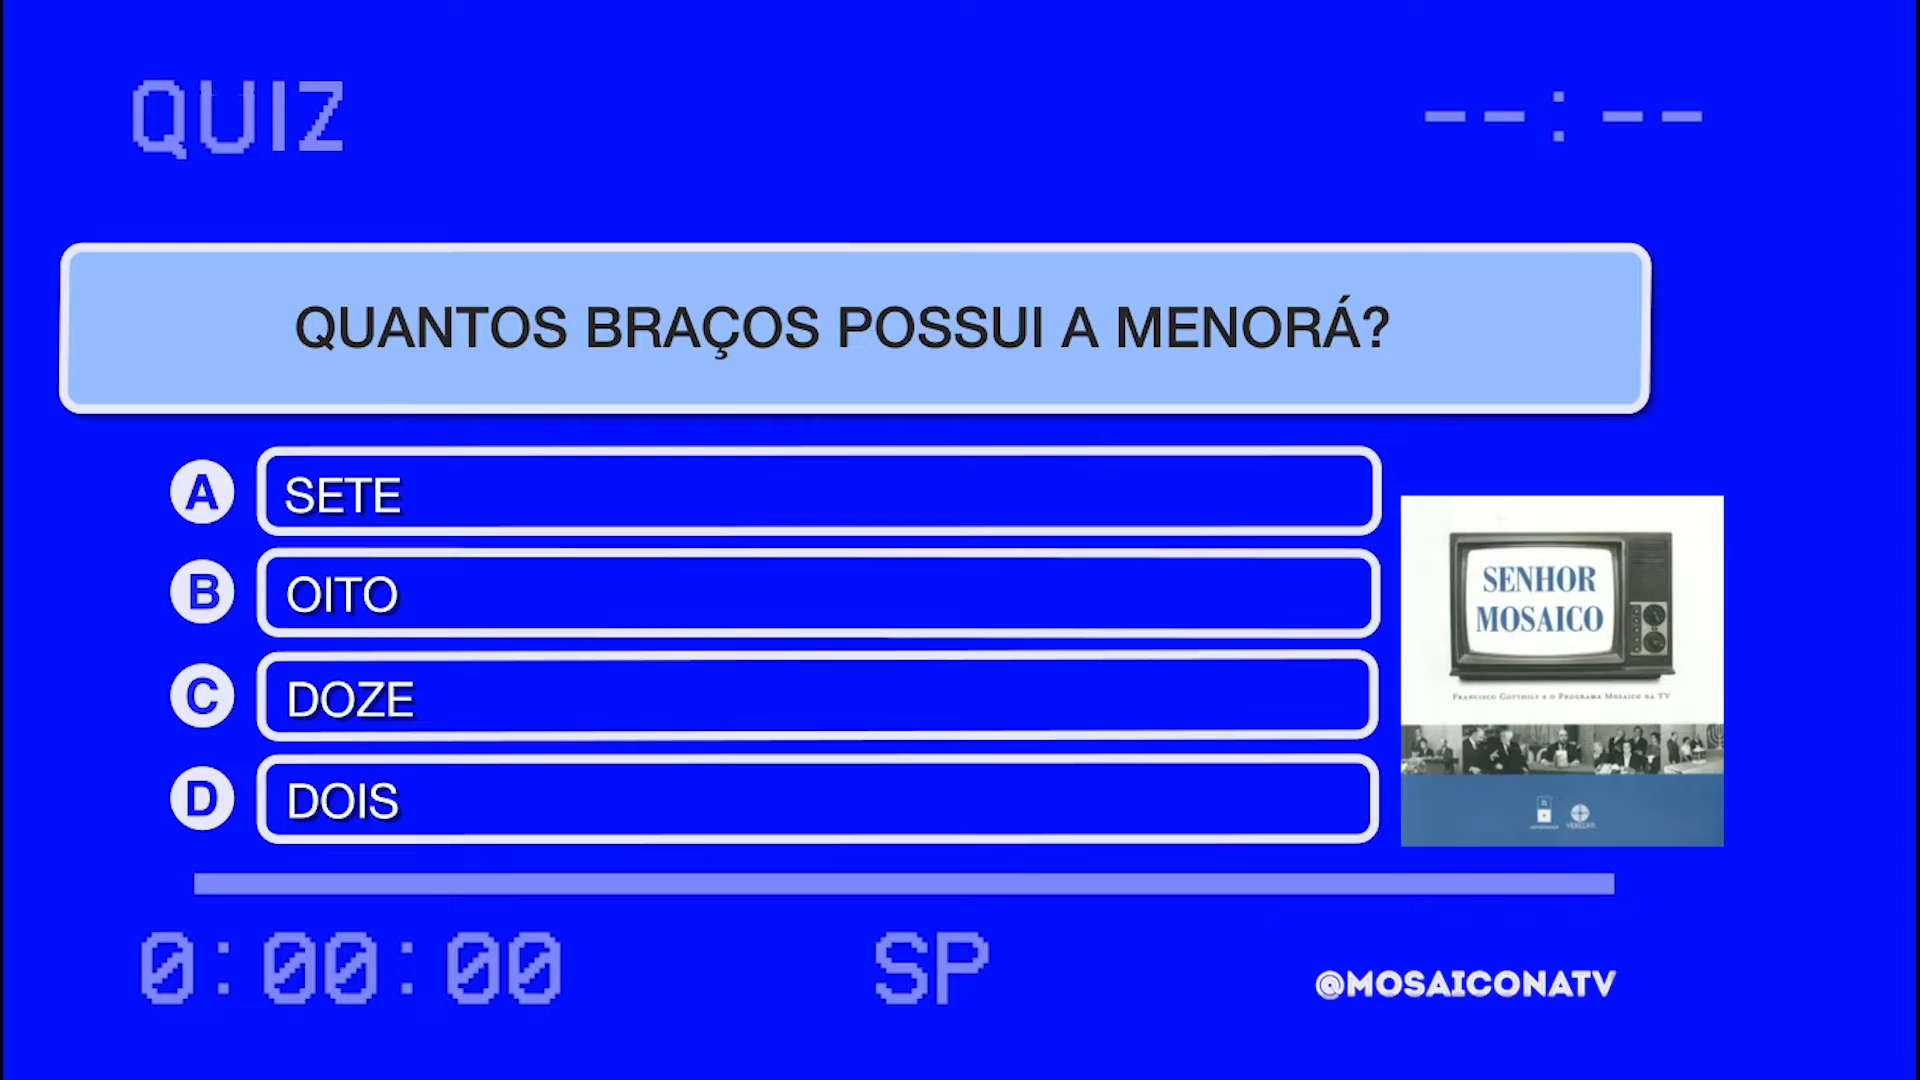 QUIZ
--:--
QUANTOS BRAÇOS POSSUI A MENORÁ?
A SETE
B OITO
C DOZE
D DOIS
SENHOR
MOSAICO
FRANCISCO GOTTHILF E O PROGRAMA MOSAICO NA TV
0:00:00
SP
@MOSAICONATV